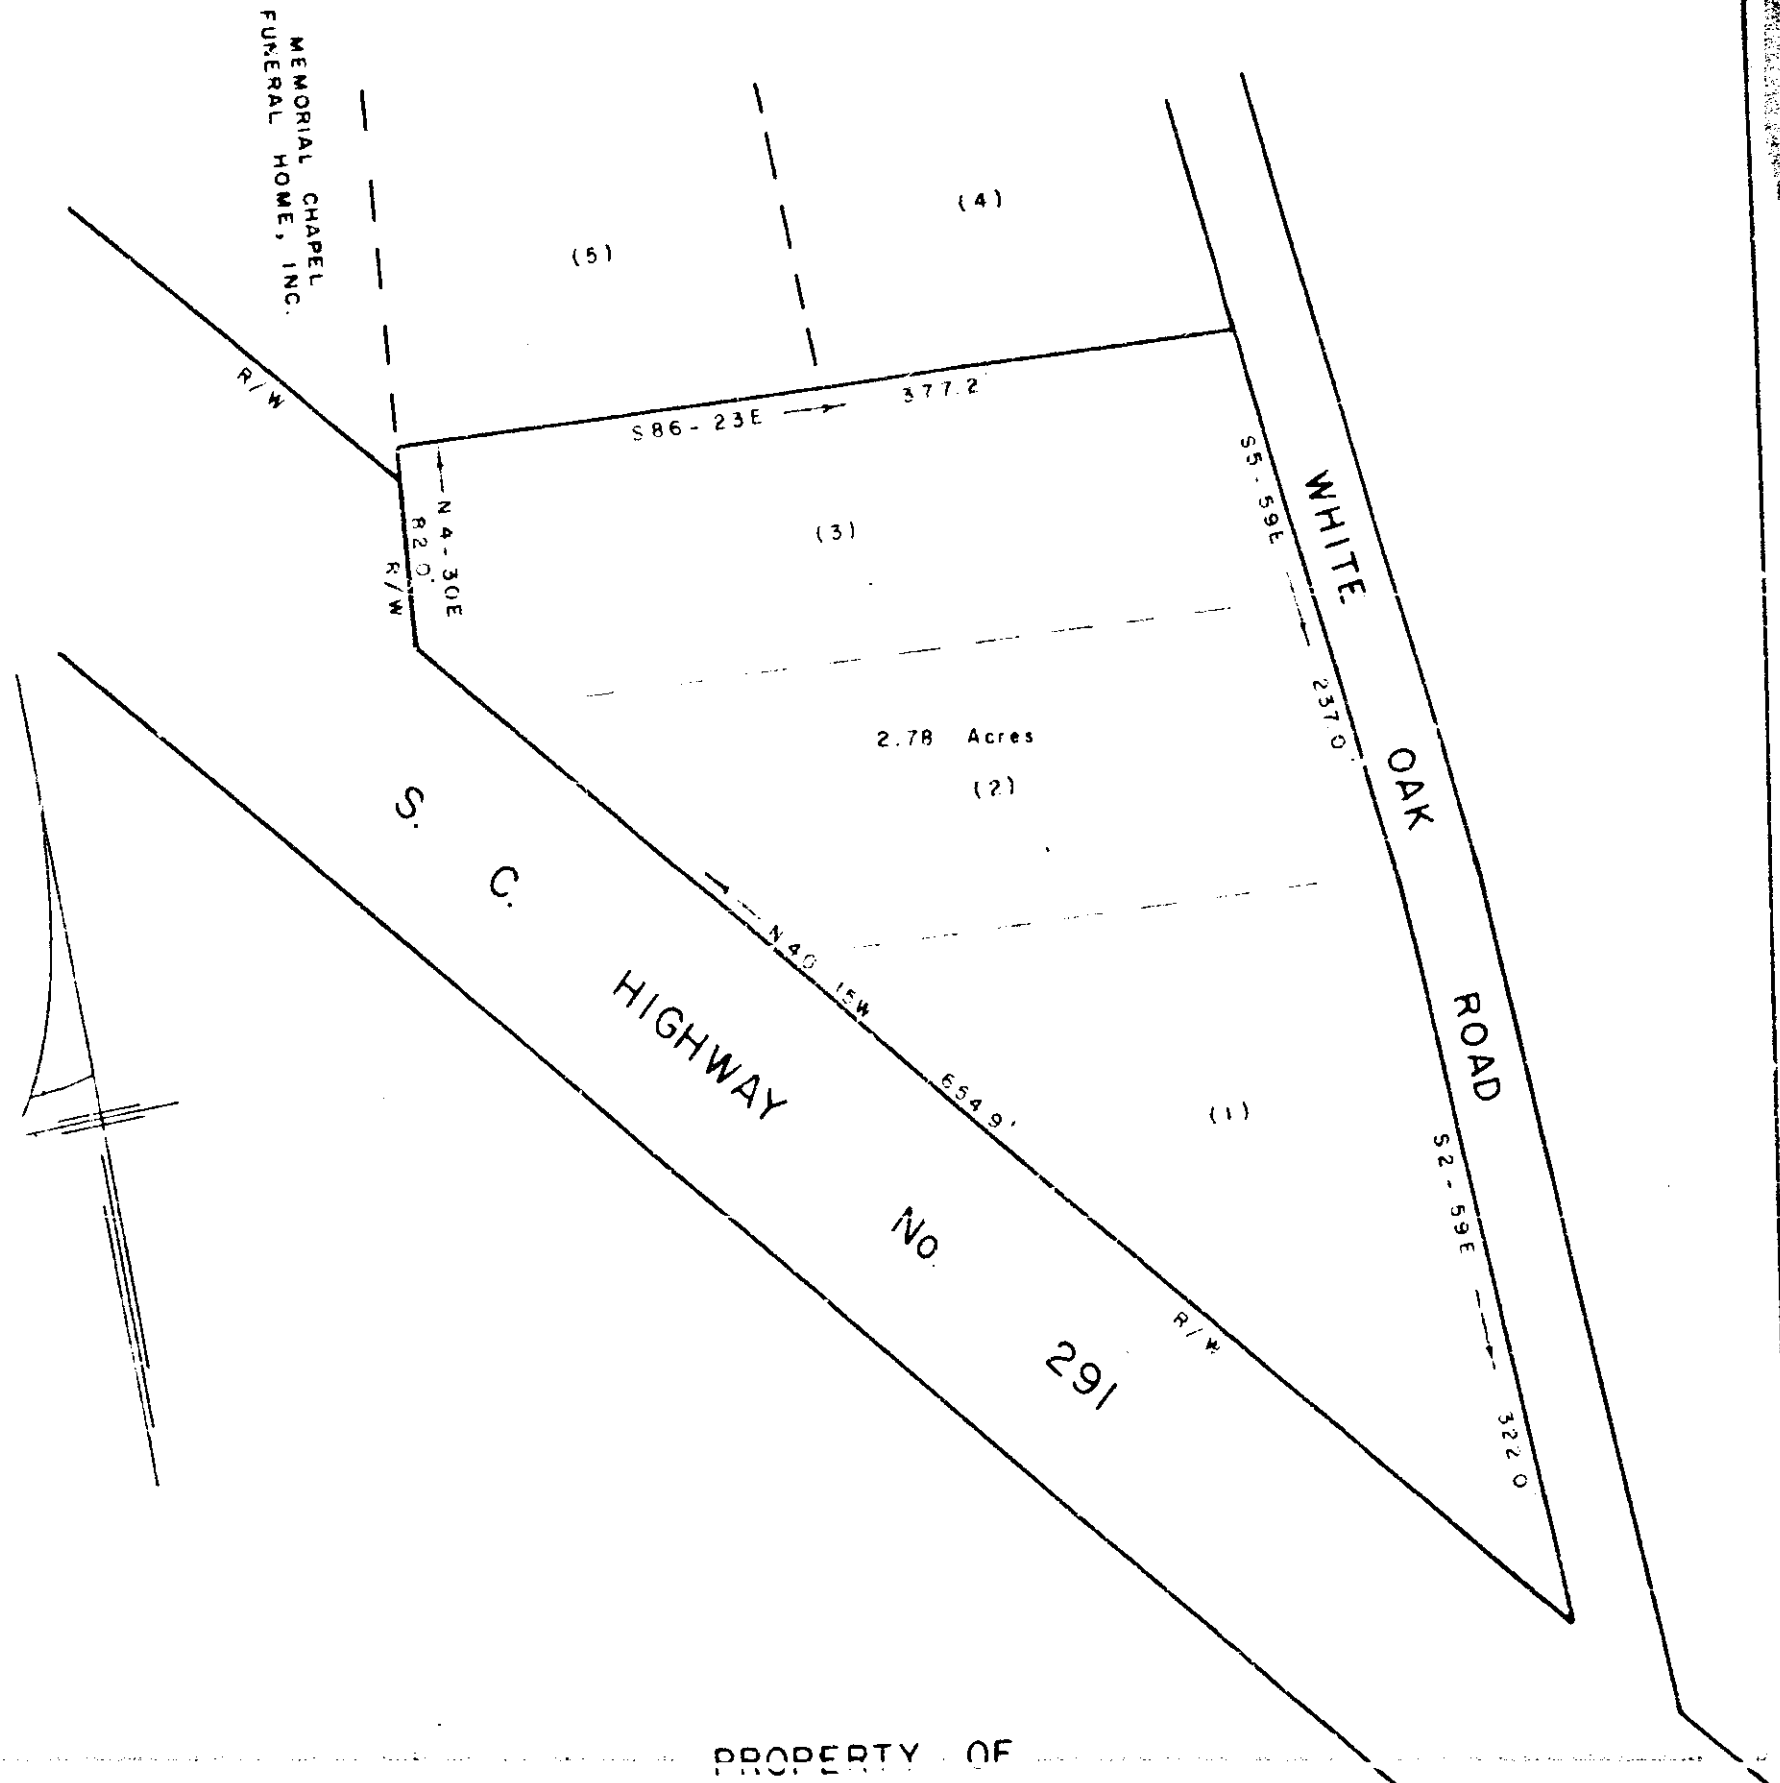 MEMORIAL CHAPEL
FUNERAL HOME, INC.
(4)
(5)
R/W
S86-23E
377.2'
N4-30E
82.0'
R/W
(3)
S5-59E
237.0'
WHITE OAK ROAD
2.78 Acres
(2)
S. C. HIGHWAY No. 291
N40 15W
654.9'
(1)
S2-59E
322.0
R/W
PROPERTY OF